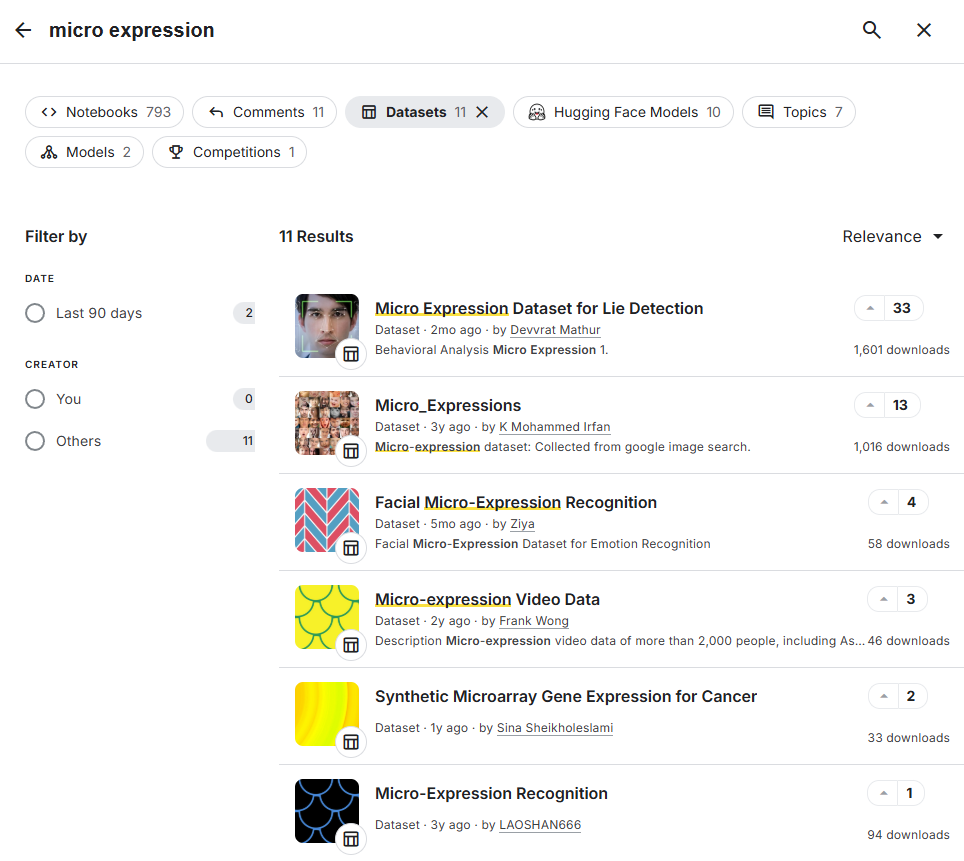 micro expression
Notebooks 793
Comments 11
Datasets 11
Hugging Face Models 10
Topics 7
Models 2
Competitions 1
Filter by
11 Results
Relevance
DATE
Last 90 days 2
CREATOR
You 0
Others 11
Micro Expression Dataset for Lie Detection
33
Dataset · 2mo ago · by Devvrat Mathur
Behavioral Analysis Micro Expression 1.
1,601 downloads
Micro_Expressions
13
Dataset · 3y ago · by K Mohammed Irfan
Micro-expression dataset: Collected from google image search.
1,016 downloads
Facial Micro-Expression Recognition
4
Dataset · 5mo ago · by Ziya
Facial Micro-Expression Dataset for Emotion Recognition
58 downloads
Micro-expression Video Data
3
Dataset · 2y ago · by Frank Wong
Description Micro-expression video data of more than 2,000 people, including As...
46 downloads
Synthetic Microarray Gene Expression for Cancer
2
Dataset · 1y ago · by Sina Sheikholeslami
33 downloads
Micro-Expression Recognition
1
Dataset · 3y ago · by LAOSHAN666
94 downloads